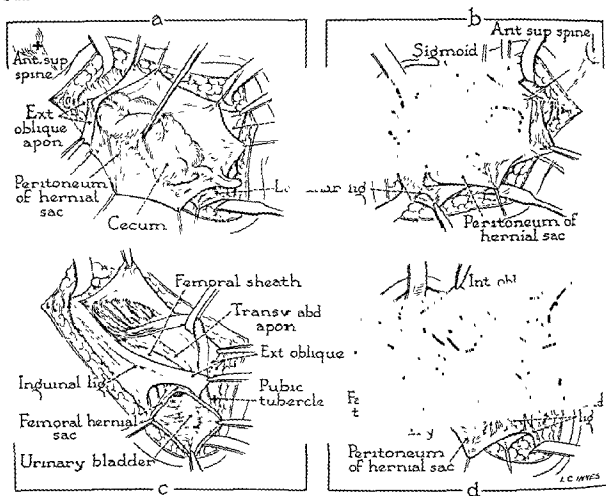 a
Ant sup
spine
Ext
oblique
apon
Peritoneum
of hernial
sac
Cecum
b
Sigmoid
Ant sup spine
lig
Peritoneum of
hernial sac
Femoral sheath
Transv abd
apon
Ext oblique
Inguinal lig
Pubic
tubercle
Femoral hernial
sac
Urinary bladder
c
Int obl
lig
Peritoneum
of hernial sac
d